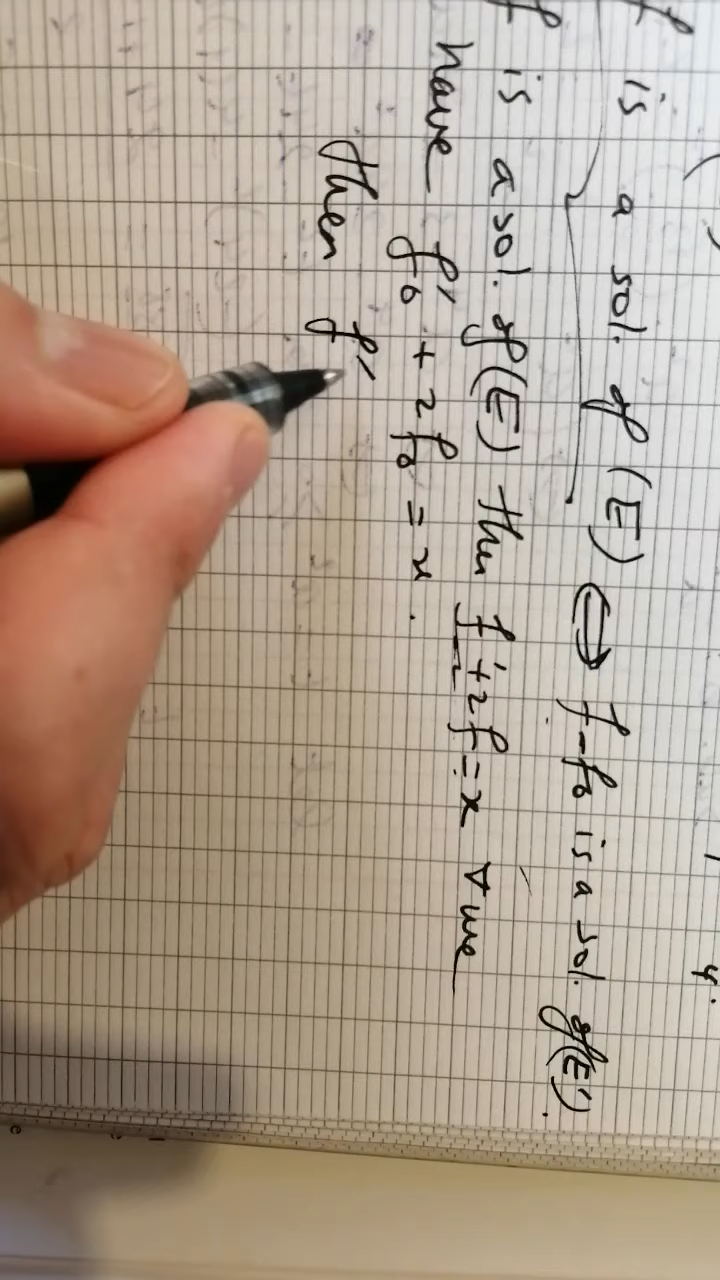 f is a sol. of (E) ⇔ f-f₀ is a sol. of (E').
f is a sol. of (E) then f'+2f=x ∀ we
have f₀' + 2f₀ = x.
then f'